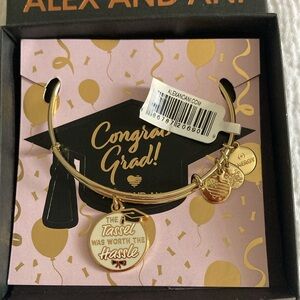 ALEX AND ANI
ALEXANDANI.COM
Congrats
Grad!
THE
Tassel
WAS WORTH THE
Hassle